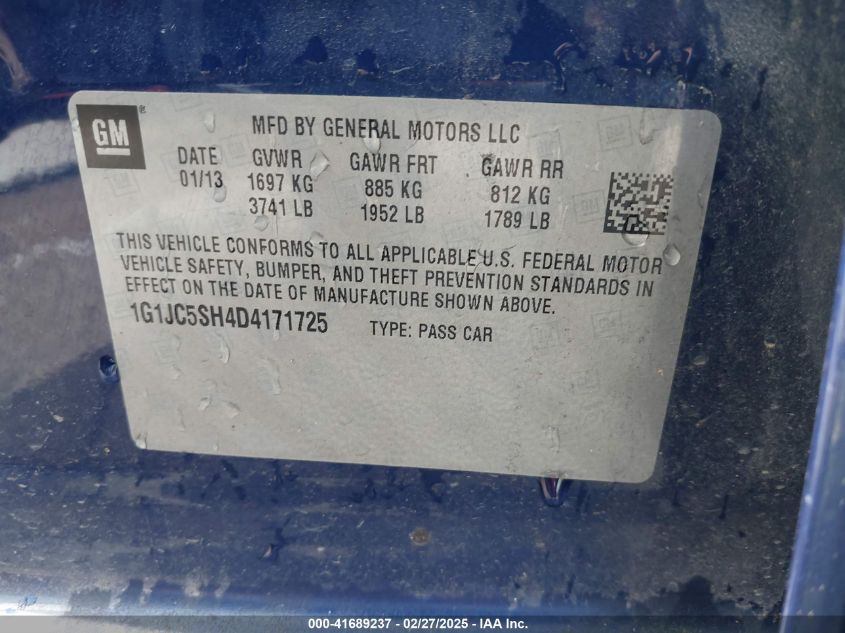 GM ® MFD BY GENERAL MOTORS LLC
DATE GVWR GAWR FRT GAWR RR
01/13 1697 KG 885 KG 812 KG
3741 LB 1952 LB 1789 LB
THIS VEHICLE CONFORMS TO ALL APPLICABLE U.S. FEDERAL MOTOR
VEHICLE SAFETY, BUMPER, AND THEFT PREVENTION STANDARDS IN
EFFECT ON THE DATE OF MANUFACTURE SHOWN ABOVE.
1G1JC5SH4D4171725 TYPE: PASS CAR
000-41689237 - 02/27/2025 - IAA Inc.